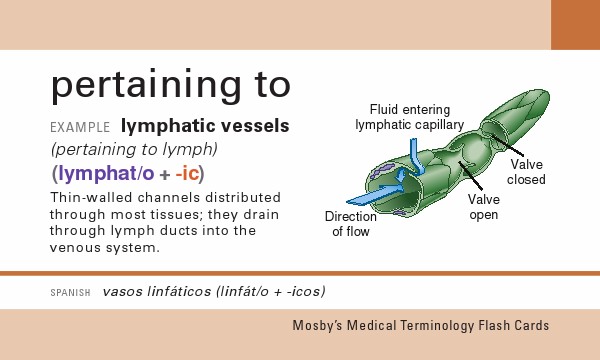 pertaining to
EXAMPLE lymphatic vessels
(pertaining to lymph)
(lymphat/o + -ic)
Thin-walled channels distributed
through most tissues; they drain
through lymph ducts into the
venous system.
Fluid entering
lymphatic capillary
Valve
closed
Valve
open
Direction
of flow
SPANISH vasos linfáticos (linfát/o + -icos)
Mosby's Medical Terminology Flash Cards